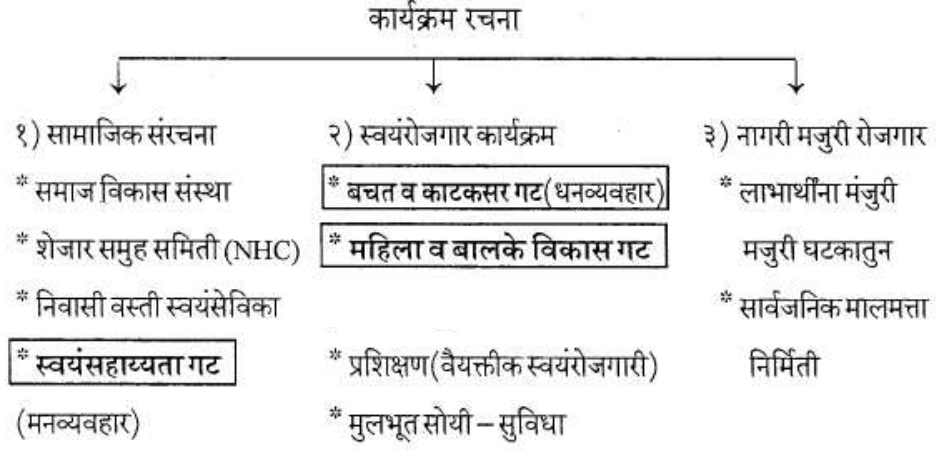 कार्यक्रम रचना
१) सामाजिक संरचना
* समाज विकास संस्था
* शेजार समुह समिती (NHC)
* निवासी वस्ती स्वयंसेविका
* स्वयंसहाय्यता गट
(मनव्यवहार)
२) स्वयंरोजगार कार्यक्रम
* बचत व काटकसर गट(धनव्यवहार)
* महिला व बालके विकास गट
* प्रशिक्षण(वैयक्तीक स्वयंरोजगारी)
* मुलभूत सोयी – सुविधा
३) नागरी मजुरी रोजगार
* लाभार्थीना मंजुरी
मजुरी घटकातुन
* सार्वजनिक मालमत्ता
निर्मिती